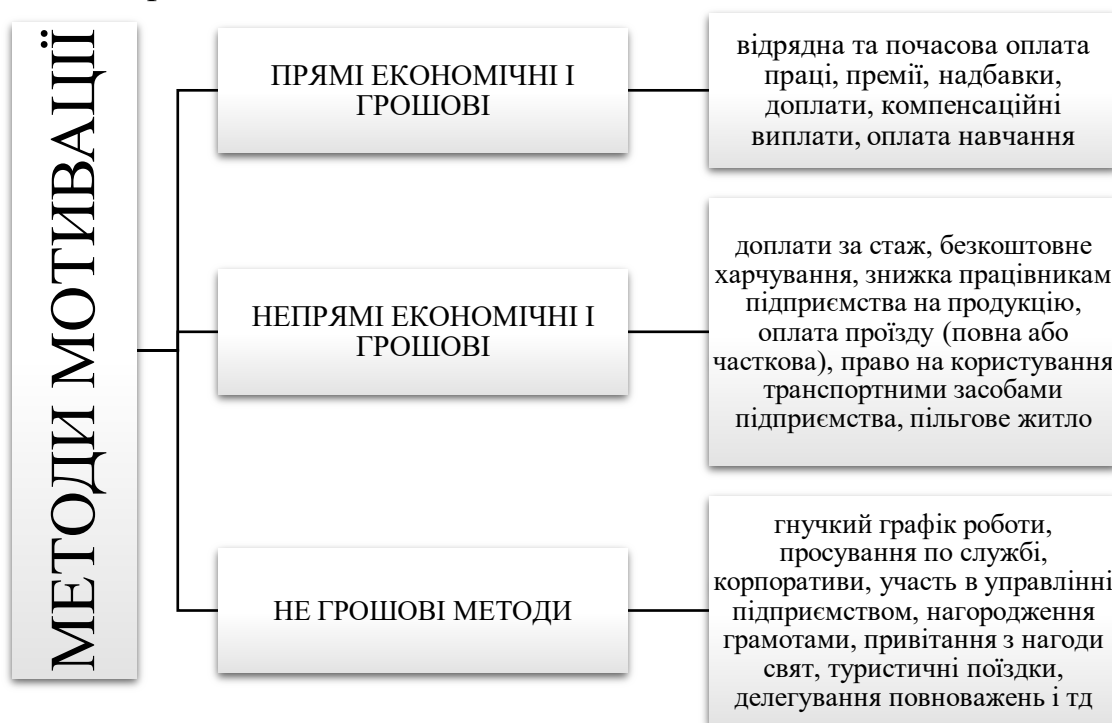 МЕТОДИ МОТИВАЦІЇ
ПРЯМІ ЕКОНОМІЧНІ І
ГРОШОВІ
відрядна та почасова оплата
праці, премії, надбавки,
доплати, компенсаційні
виплати, оплата навчання
НЕПРЯМІ ЕКОНОМІЧНІ І
ГРОШОВІ
доплати за стаж, безкоштовне
харчування, знижка працівникам
підприємства на продукцію,
оплата проїзду (повна або
часткова), право на користування
транспортними засобами
підприємства, пільгове житло
НЕ ГРОШОВІ МЕТОДИ
гнучкий графік роботи,
просування по службі,
корпоративи, участь в управлінні
підприємством, нагородження
грамотами, привітання з нагоди
свят, туристичні поїздки,
делегування повноважень і тд